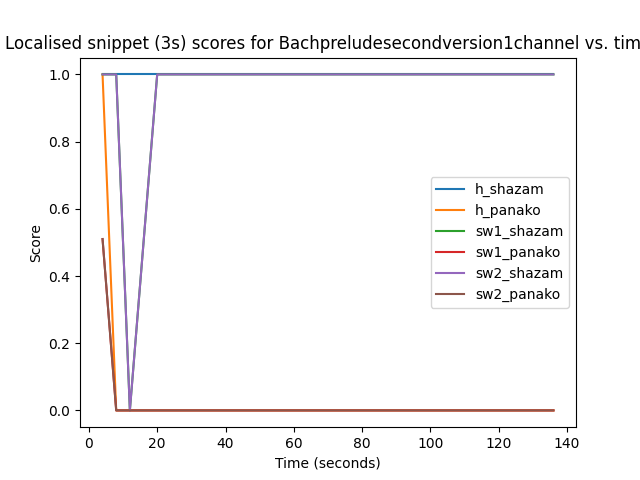 Localised snippet (3s) scores for Bachpreludesecondversion1channel vs. tim
1.0
0.8
0.6
0.4
0.2
0.0
Score
h_shazam
h_panako
sw1_shazam
sw1_panako
sw2_shazam
sw2_panako
0 20 40 60 80 100 120 140
Time (seconds)